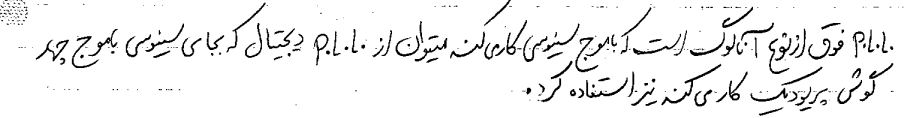 P.L.L. فوق از نوع آنالوگ است که با موج سینوسی کار می کند میتوان از P.L.L. دیجیتال که بجای سینوسی با موج چهار
گوش پریودیک کار می کند نیز استفاده کرد.